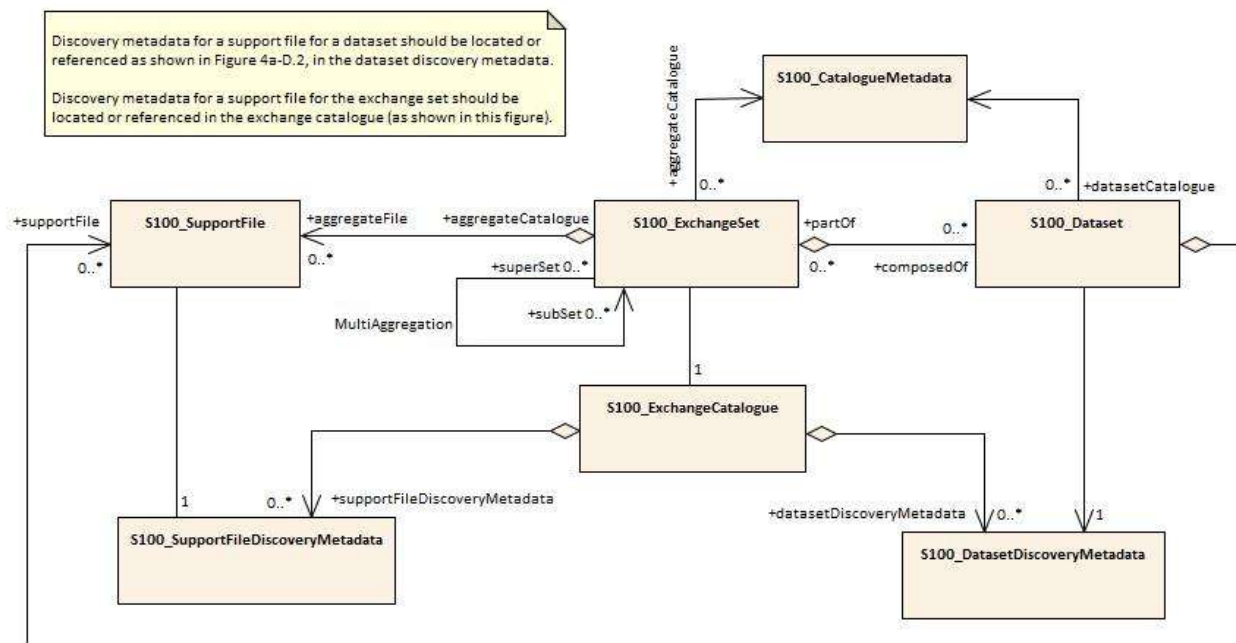 Discovery metadata for a support file for a dataset should be located or
referenced as shown in Figure 4a-D.2, in the dataset discovery metadata.
Discovery metadata for a support file for the exchange set should be
located or referenced in the exchange catalogue (as shown in this figure).
S100_CatalogueMetadata
+aggregateCatalogue
0..*
0..*
+datasetCatalogue
+supportFile
0..*
S100_SupportFile
+aggregateFile
0..*
+aggregateCatalogue
S100_ExchangeSet
+partOf
0..*
0..*
+composedOf
S100_Dataset
+superSet 0..*
+subSet 0..*
MultiAggregation
1
S100_ExchangeCatalogue
1
0..*
+supportFileDiscoveryMetadata
+datasetDiscoveryMetadata
0..*
1
S100_SupportFileDiscoveryMetadata
S100_DatasetDiscoveryMetadata